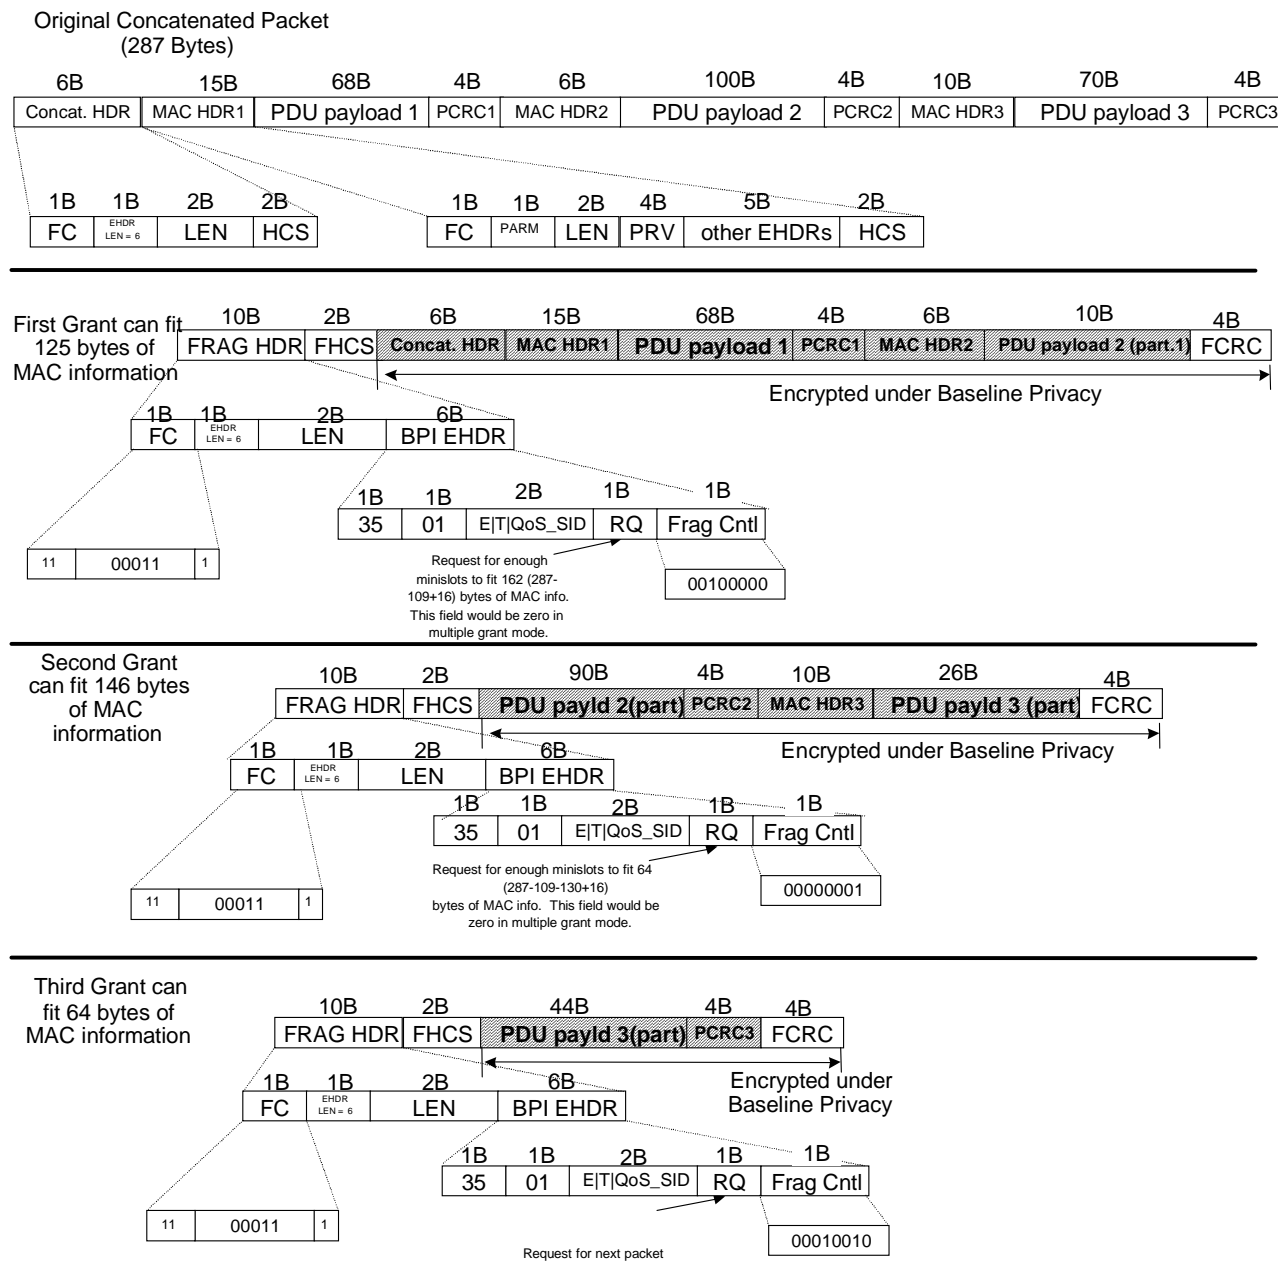 Original Concatenated Packet
(287 Bytes)
6B 15B 68B 4B 6B 100B 4B 10B 70B 4B
Concat. HDR MAC HDR1 PDU payload 1 PCRC1 MAC HDR2 PDU payload 2 PCRC2 MAC HDR3 PDU payload 3 PCRC3
1B 1B 2B 2B 1B 1B 2B 4B 5B 2B
FC EHDR LEN = 6 LEN HCS FC PARM LEN PRV other EHDRs HCS
First Grant can fit
125 bytes of
MAC information
10B 2B 6B 15B 68B 4B 6B 10B 4B
FRAG HDR FHCS Concat. HDR MAC HDR1 PDU payload 1 PCRC1 MAC HDR2 PDU payload 2 (part.1) FCRC
Encrypted under Baseline Privacy
1B 1B 2B 6B
FC EHDR LEN = 6 LEN BPI EHDR
1B 1B 2B 1B 1B
35 01 E|T|QoS_SID RQ Frag Cntl
11 00011 1
Request for enough
minislots to fit 162 (287-
109+16) bytes of MAC info.
This field would be zero in
multiple grant mode.
00100000
Second Grant
can fit 146 bytes
of MAC
information
10B 2B 90B 4B 10B 26B 4B
FRAG HDR FHCS PDU payld 2(part) PCRC2 MAC HDR3 PDU payld 3 (part) FCRC
Encrypted under Baseline Privacy
1B 1B 2B 6B
FC EHDR LEN = 6 LEN BPI EHDR
1B 1B 2B 1B 1B
35 01 E|T|QoS_SID RQ Frag Cntl
11 00011 1
Request for enough minislots to fit 64
(287-109-130+16)
bytes of MAC info. This field would be
zero in multiple grant mode.
00000001
Third Grant can
fit 64 bytes of
MAC information
10B 2B 44B 4B 4B
FRAG HDR FHCS PDU payld 3(part) PCRC3 FCRC
Encrypted under
Baseline Privacy
1B 1B 2B 6B
FC EHDR LEN = 6 LEN BPI EHDR
1B 1B 2B 1B 1B
35 01 E|T|QoS_SID RQ Frag Cntl
11 00011 1
Request for next packet
00010010